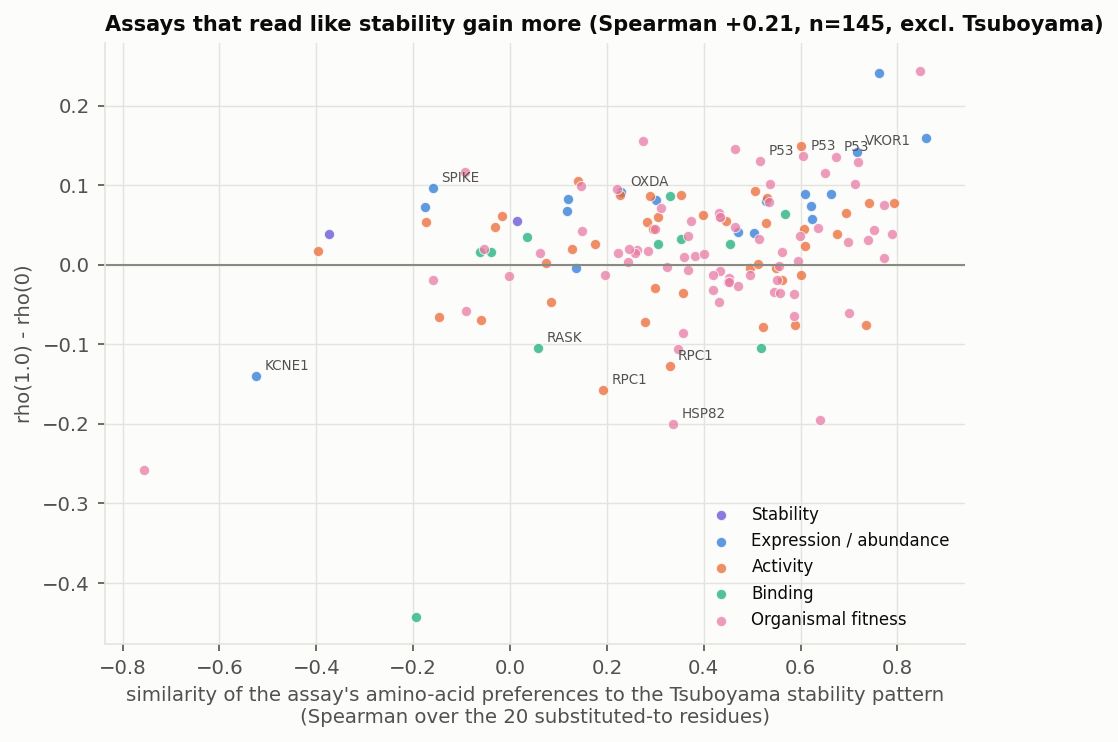 Assays that read like stability gain more (Spearman +0.21, n=145, excl. Tsuboyama)
rho(1.0) - rho(0)
0.2
0.1
0.0
−0.1
−0.2
−0.3
−0.4
SPIKE
OXDA
P53
P53
P53
VKOR1
RASK
KCNE1
RPC1
RPC1
HSP82
Stability
Expression / abundance
Activity
Binding
Organismal fitness
−0.8
−0.6
−0.4
−0.2
0.0
0.2
0.4
0.6
0.8
similarity of the assay's amino-acid preferences to the Tsuboyama stability pattern
(Spearman over the 20 substituted-to residues)